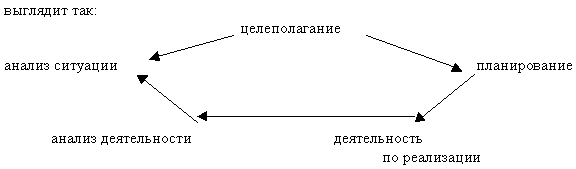 выглядит так:
целеполагание
анализ ситуации
планирование
анализ деятельности
деятельность
по реализации